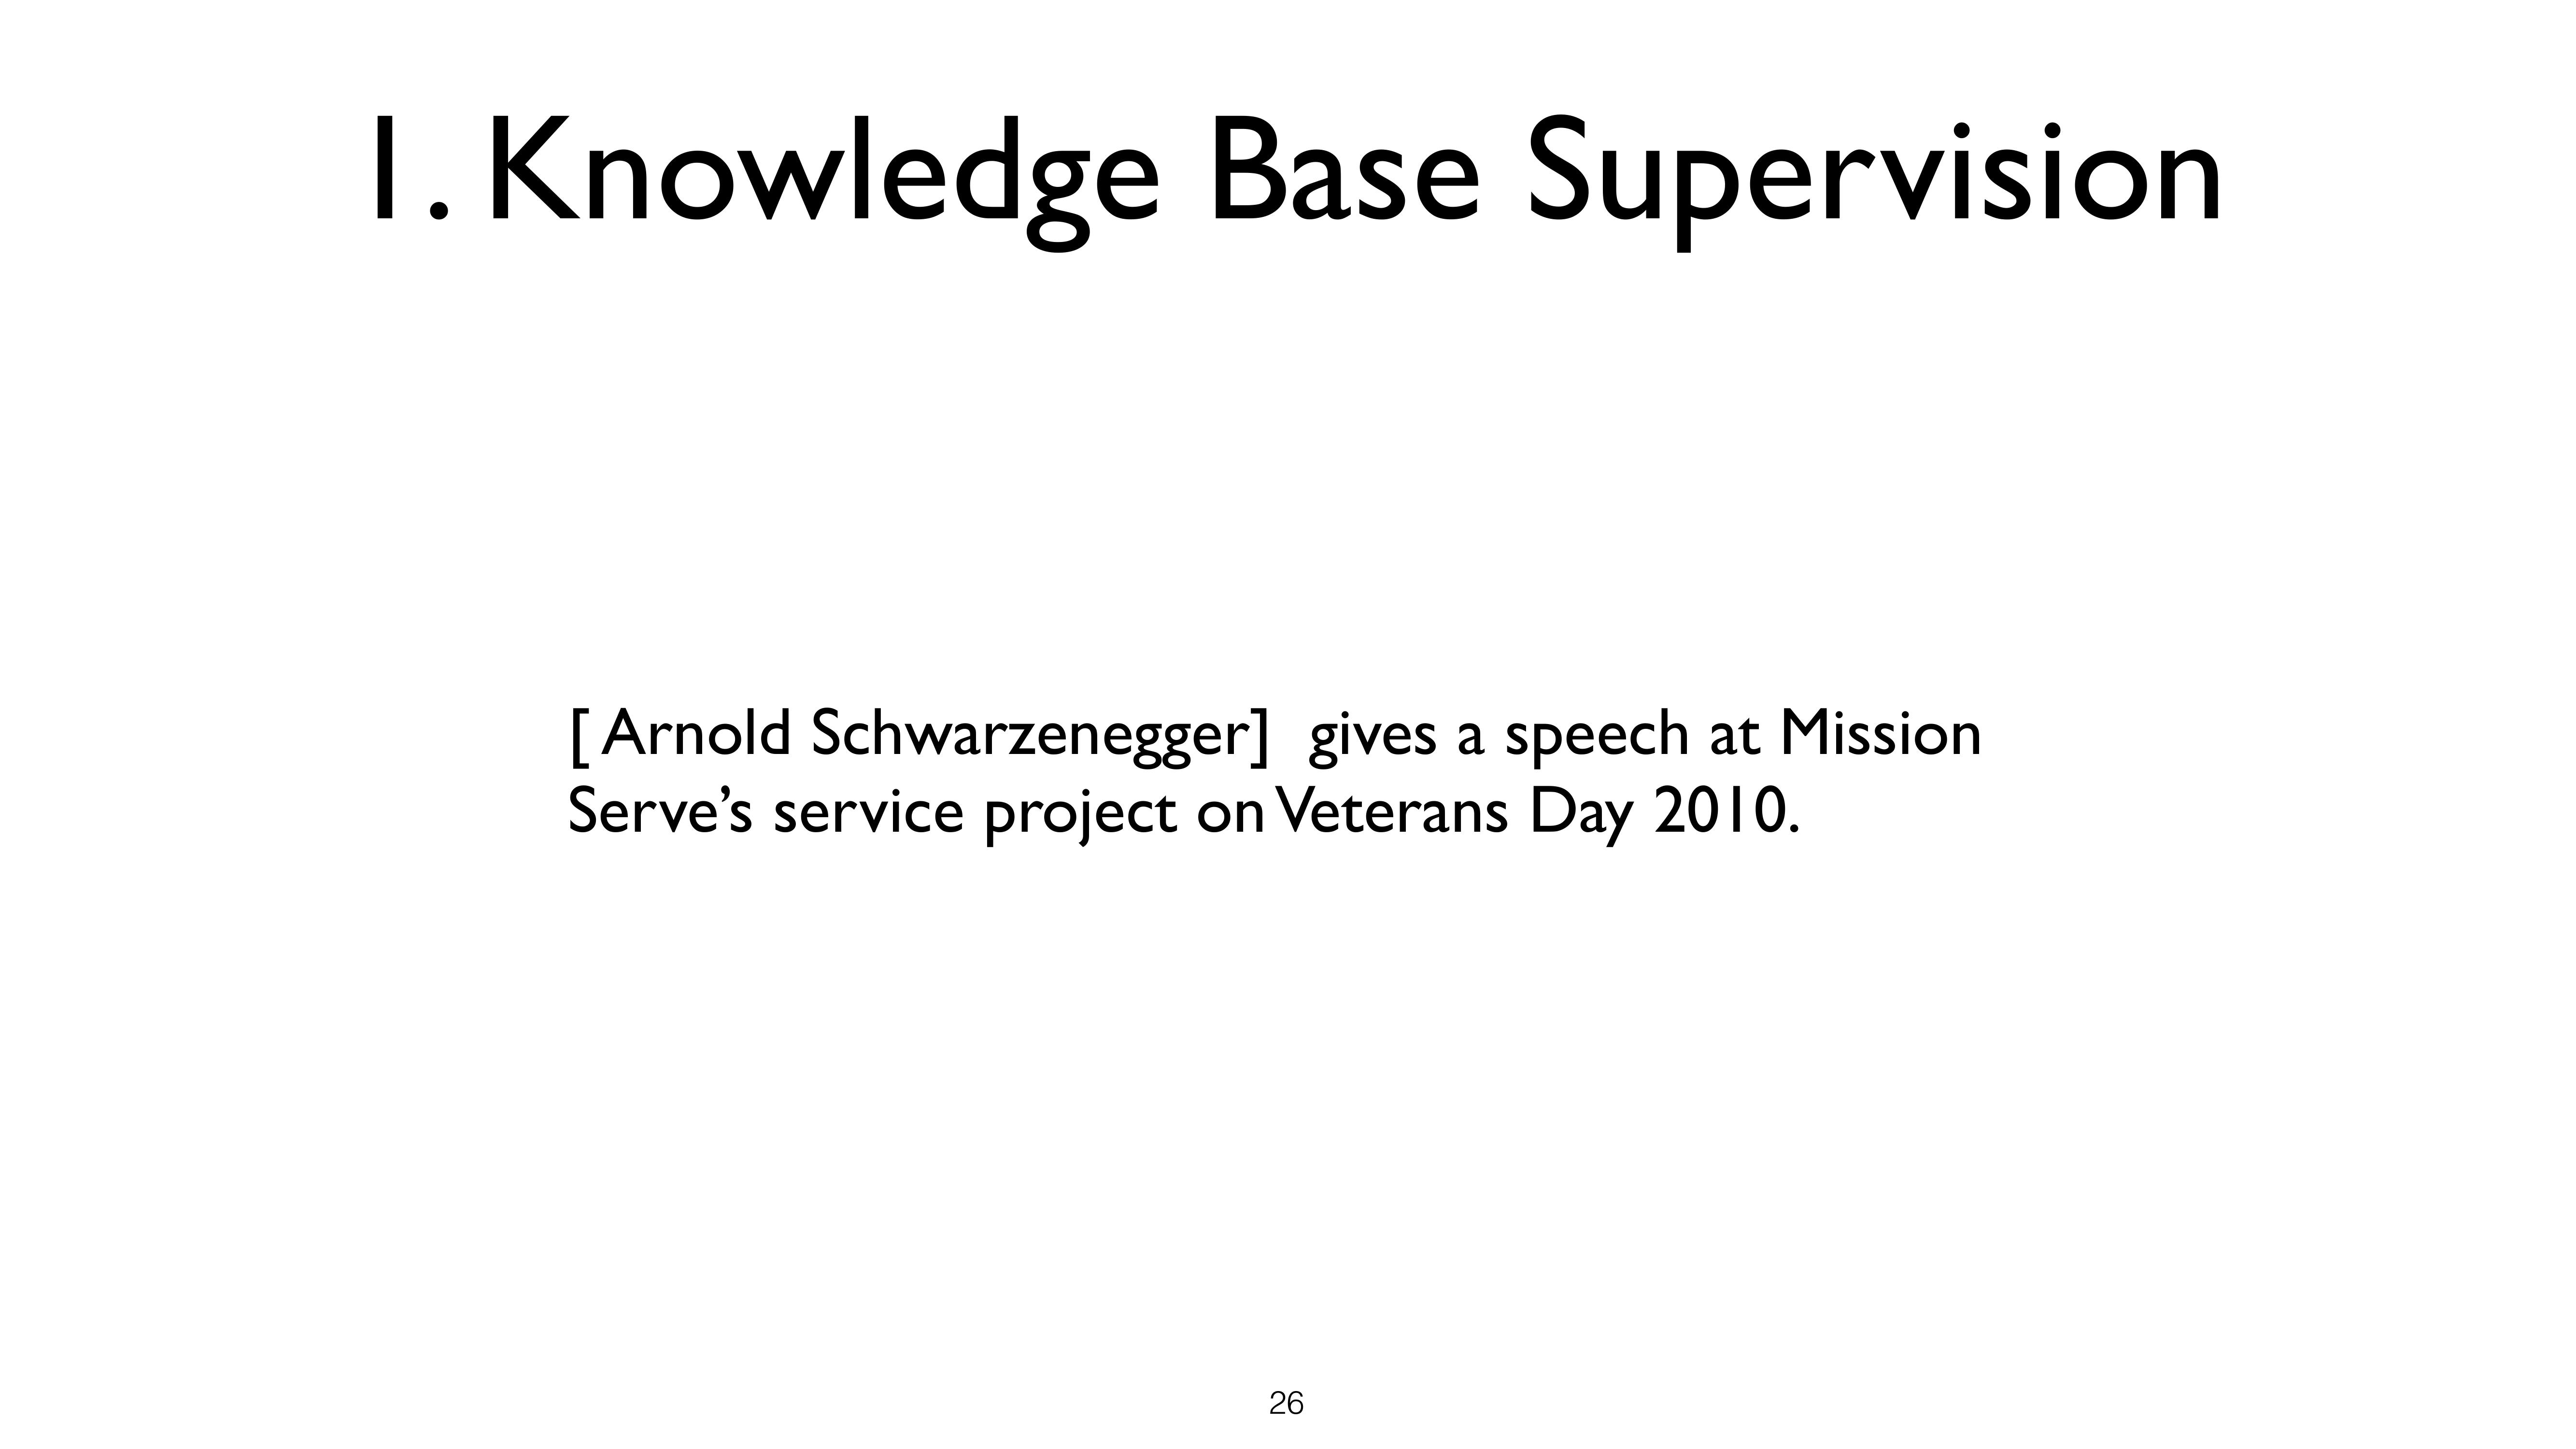 1. Knowledge Base Supervision
[ Arnold Schwarzenegger]  gives a speech at Mission
Serve’s service project on Veterans Day 2010.
26